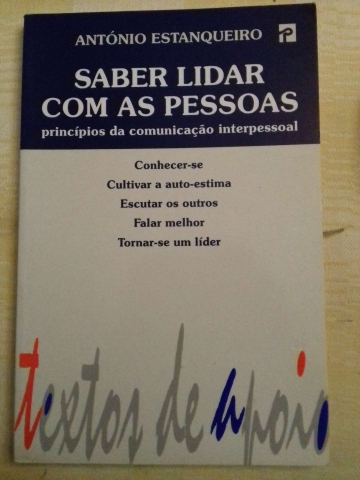 ANTÓNIO ESTANQUEIRO
SABER LIDAR
COM AS PESSOAS
princípios da comunicação interpessoal
Conhecer-se
Cultivar a auto-estima
Escutar os outros
Falar melhor
Tornar-se um líder
textos de apoio